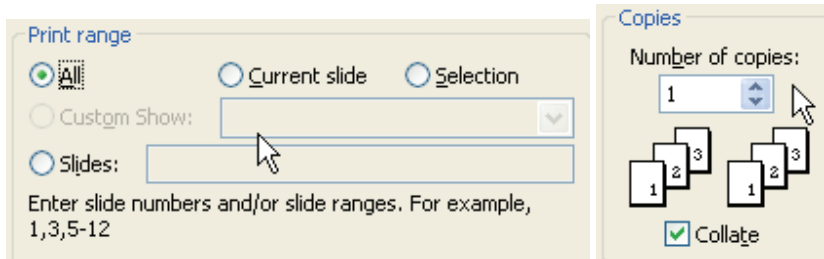 Print range
All
Current slide
Selection
Custom Show:
Slides:
Enter slide numbers and/or slide ranges. For example,
1,3,5-12
Copies
Number of copies:
1
1 2 3 1 2 3
Collate